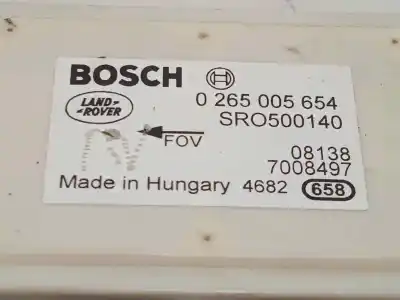 BOSCH
0 265 005 654
LAND-
-ROVER
SRO500140
FOV
08138
7008497
Made in Hungary 4682 658